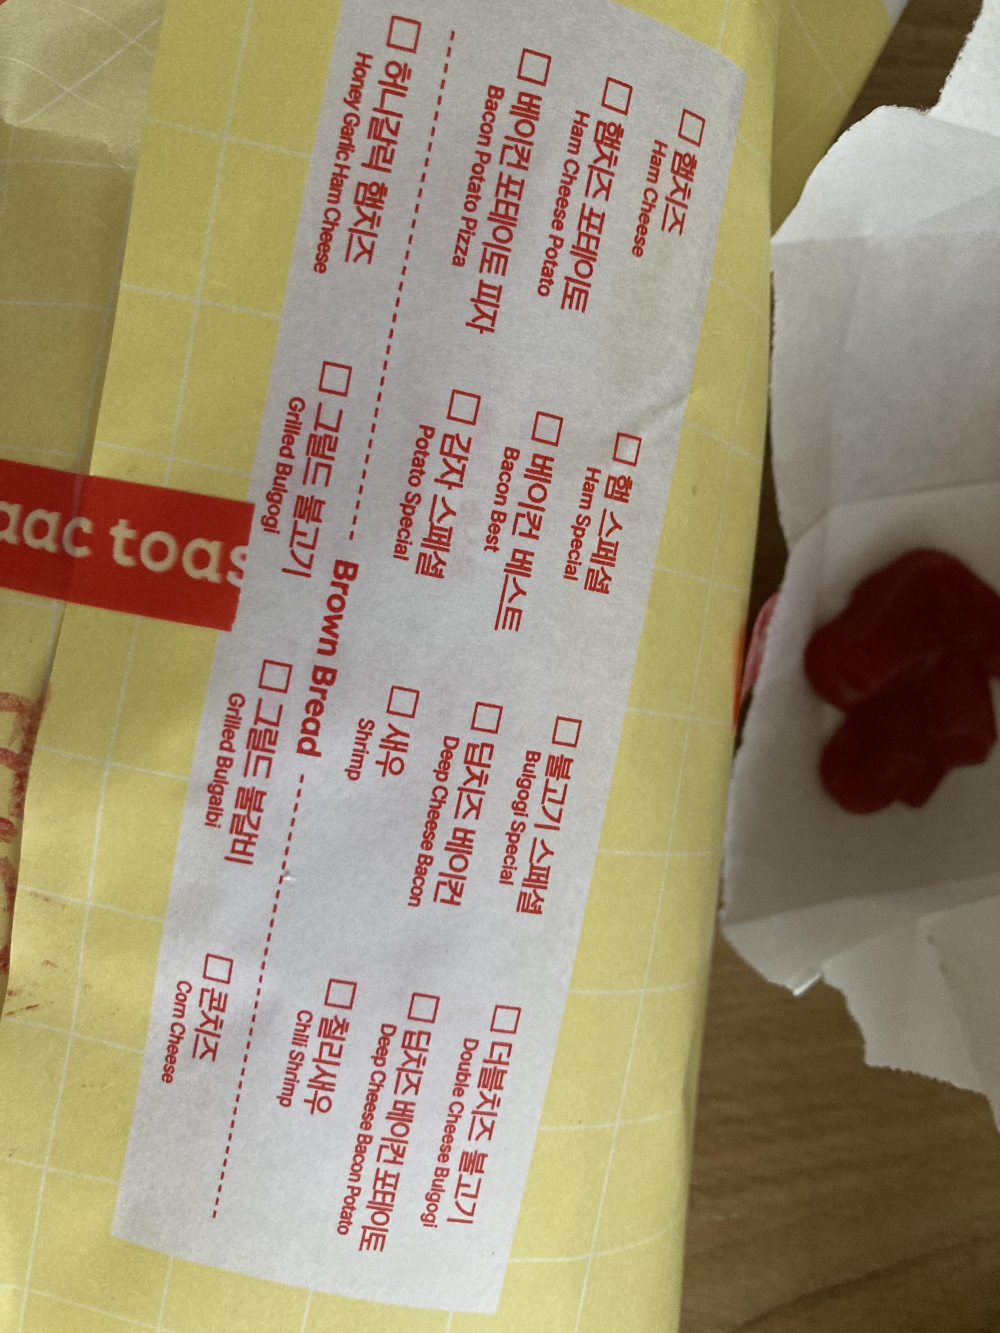 햄치즈
Ham Cheese
햄 스페셜
Ham Special
불고기 스페셜
Bulgogi Special
더블치즈 불고기
Double Cheese Bulgogi
햄치즈 포테이토
Ham Cheese Potato
베이컨 베스트
Bacon Best
딥치즈 베이컨
Deep Cheese Bacon
딥치즈 베이컨 포테이토
Deep Cheese Bacon Potato
베이컨 포테이토 피자
Bacon Potato Pizza
감자 스페셜
Potato Special
새우
Shrimp
칠리새우
Chili Shrimp
Brown Bread
허니갈릭 햄치즈
Honey Garlic Ham Cheese
그릴드 불고기
Grilled Bulgogi
그릴드 불갈비
Grilled Bulgalbi
콘치즈
Corn Cheese
aac toas